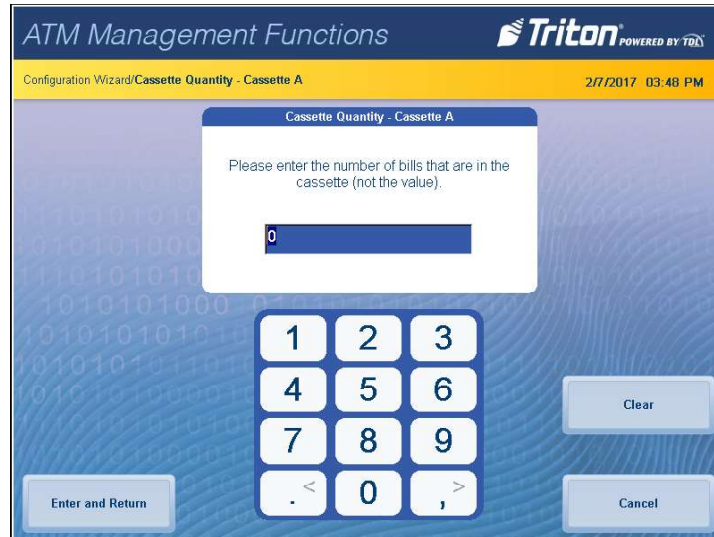 ATM Management Functions
Triton POWERED BY TDL
Configuration Wizard/Cassette Quantity - Cassette A
2/7/2017 03:48 PM
Cassette Quantity - Cassette A
Please enter the number of bills that are in the
cassette (not the value).
0
1 2 3
4 5 6
7 8 9
. < 0 , >
Clear
Enter and Return
Cancel